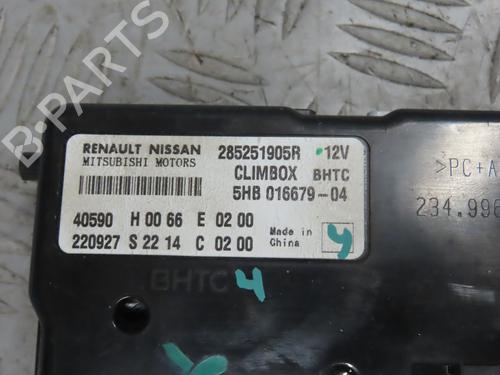 RENAULT NISSAN 285251905R 12V
MITSUBISHI MOTORS CLIMBOX BHTC
5HB 016679-04
40590 H 00 66 E 02 00
220927 S 22 14 C 02 00
Made in China
y
>PC+A
234.996
BHTC 4
B-PARTS